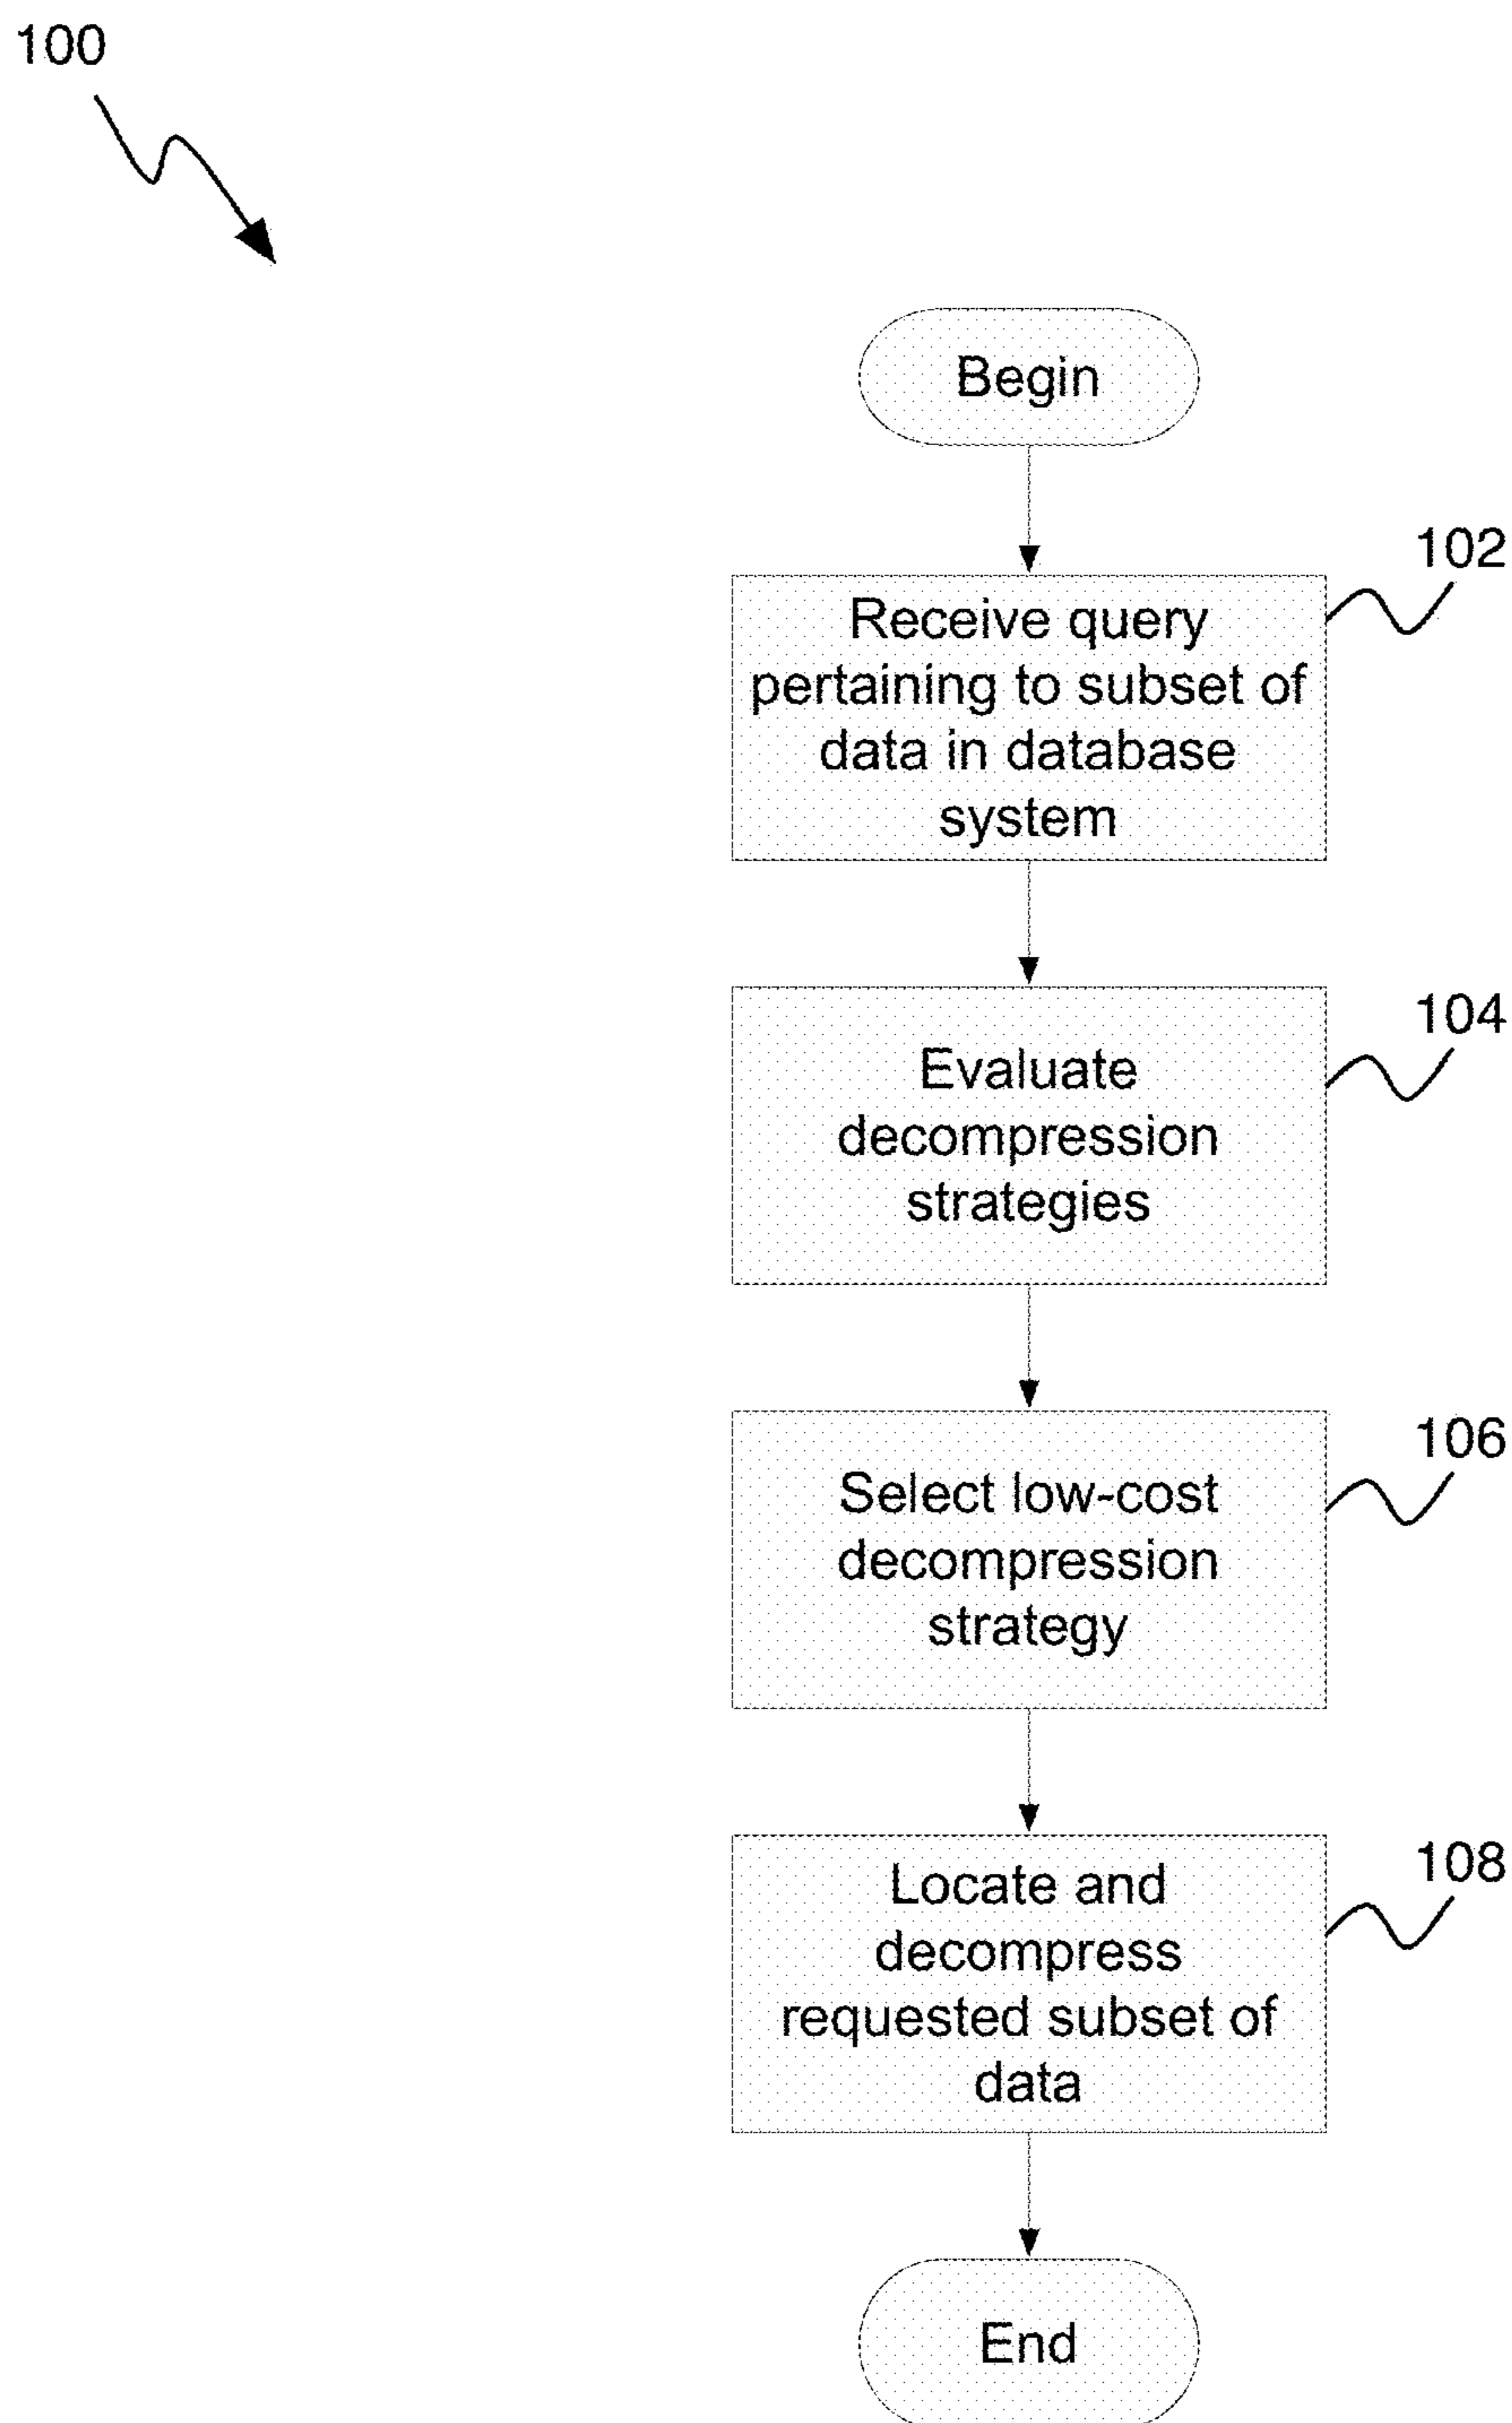 100
Begin
102
Receive query
pertaining to subset of
data in database
system
104
Evaluate
decompression
strategies
106
Select low-cost
decompression
strategy
108
Locate and
decompress
requested subset of
data
End